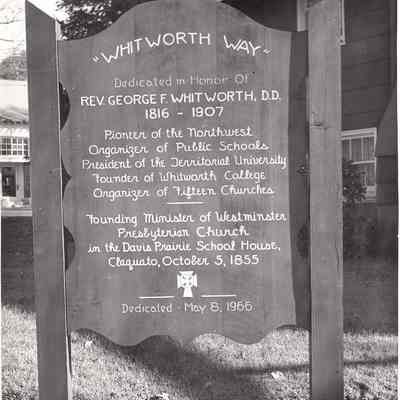 "WHITWORTH WAY"
Dedicated in Honor Of
REV. GEORGE F. WHITWORTH, D.D.
1816 - 1907
Pioneer of the Northwest
Organizer of Public Schools
President of the Territorial University
Founder of Whitworth College
Organizer of Fifteen Churches
Founding Minister of Westminster
Presbyterian Church
in the Davis Prairie School House,
Claquato, October 5, 1855
Dedicated - May 8, 1966